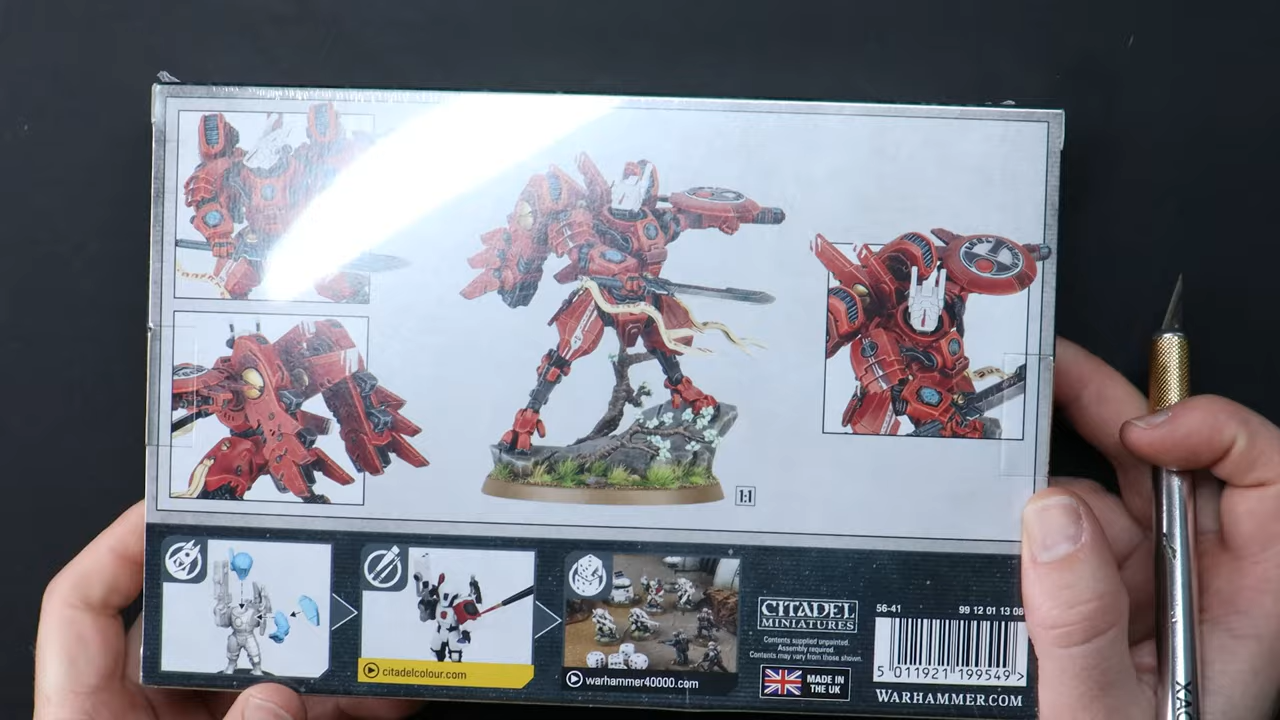 1:1
citadelcolour.com
warhammer40000.com
CITADEL
MINIATURES
Contents supplied unpainted.
Assembly required.
Contents may vary from those shown.
MADE IN
THE UK
56-41
99 12 01 13 08
5 011921 199549 >
WARHAMMER.COM